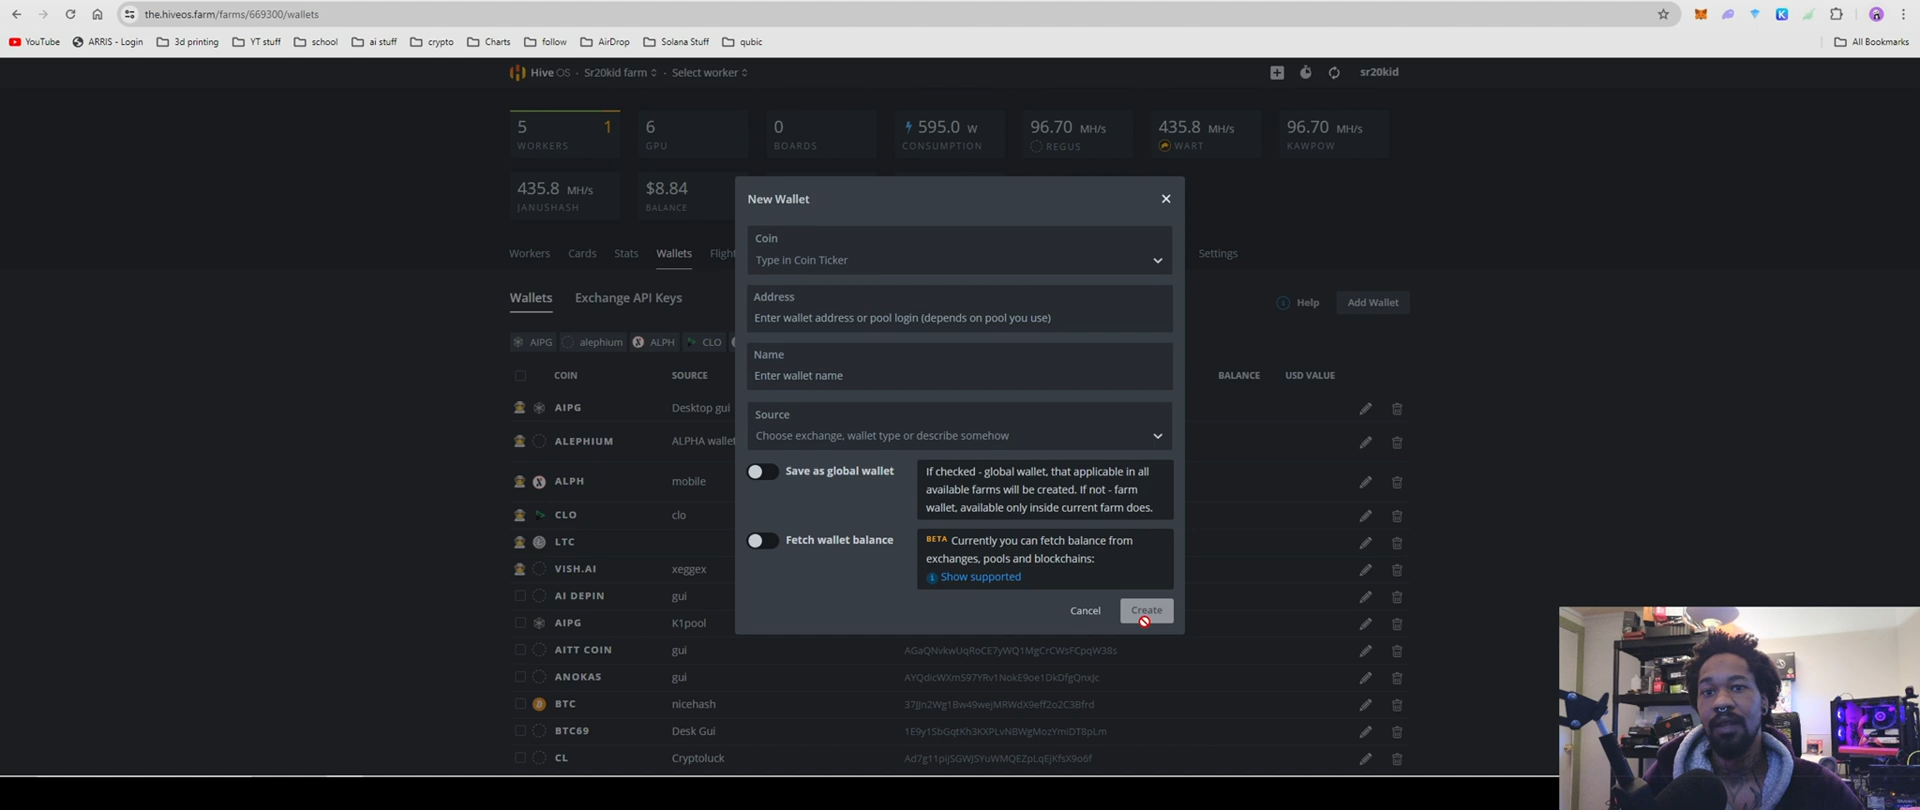 the.hiveos.farm/farms/669300/wallets
YouTube ARRIS - Login 3d printing YT stuff school ai stuff crypto Charts follow AirDrop Solana Stuff qubic All Bookmarks
Hive OS · Sr20kid farm · Select worker sr20kid
5 1 6 0 595.0 W 96.70 MH/s 435.8 MH/s 96.70 MH/s
WORKERS GPU BOARDS CONSUMPTION REGUS WART KAWPOW
435.8 MH/s $8.84
JANUSHASH BALANCE
New Wallet
Coin
Type in Coin Ticker
Address
Enter wallet address or pool login (depends on pool you use)
Name
Enter wallet name
Source
Choose exchange, wallet type or describe somehow
Save as global wallet
If checked - global wallet, that applicable in all
available farms will be created. If not - farm
wallet, available only inside current farm does.
Fetch wallet balance
BETA Currently you can fetch balance from
exchanges, pools and blockchains:
Show supported
Cancel Create
Workers Cards Stats Wallets Flight Settings
Wallets Exchange API Keys Help Add Wallet
AIPG alephium ALPH CLO
COIN SOURCE BALANCE USD VALUE
AIPG Desktop gui
ALEPHIUM ALPHA wallet
ALPH mobile
CLO clo
LTC
VISH.AI xeggex
AI DEPIN gui
AIPG K1pool
AITT COIN gui
ANOKAS gui
BTC nicehash
BTC69 Desk Gui
CL Cryptoluck